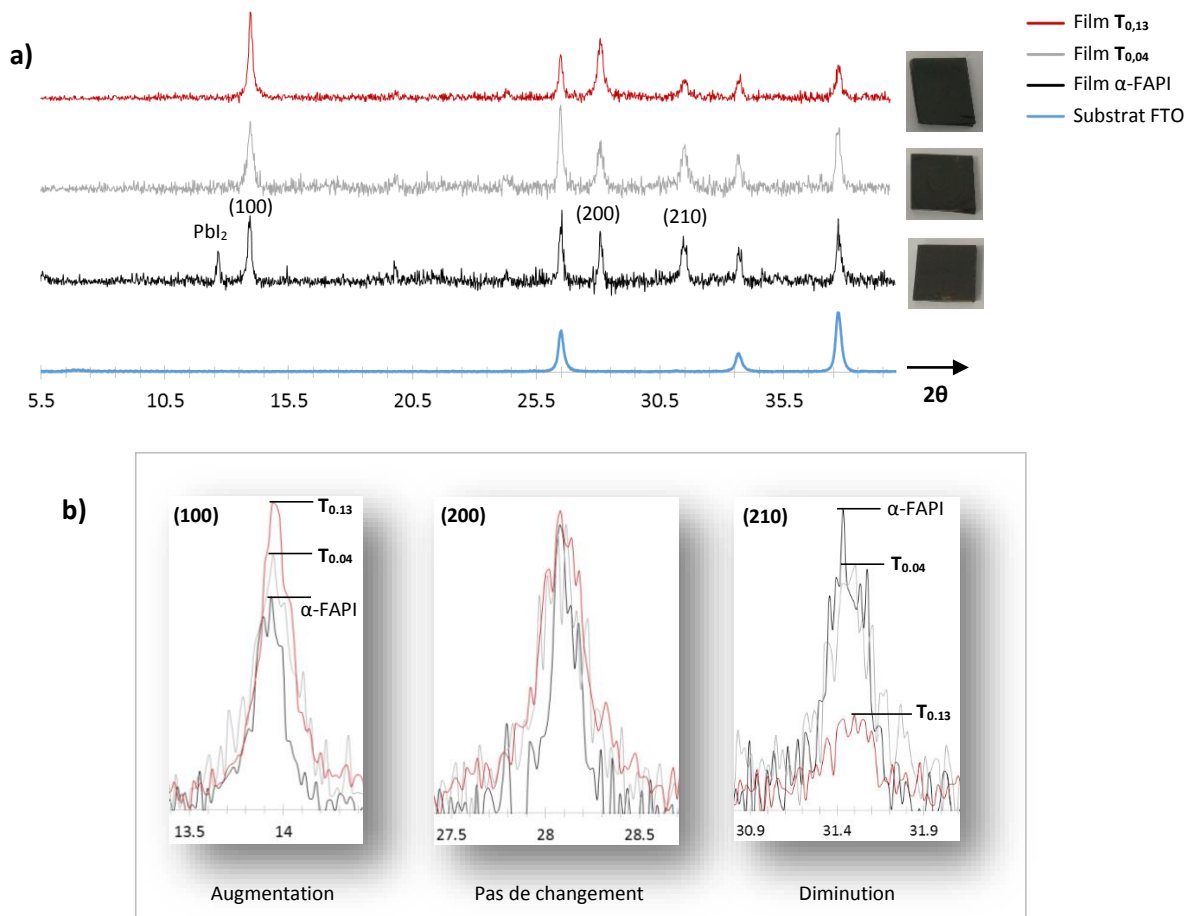 a)
Film T0,13
Film T0,04
Film α-FAPI
Substrat FTO
PbI2
(100)
(200)
(210)
5.5 10.5 15.5 20.5 25.5 30.5 35.5
2θ
b)
(100)
T0.13
T0.04
α-FAPI
13.5 14
Augmentation
(200)
27.5 28 28.5
Pas de changement
(210)
α-FAPI
T0.04
T0.13
30.9 31.4 31.9
Diminution